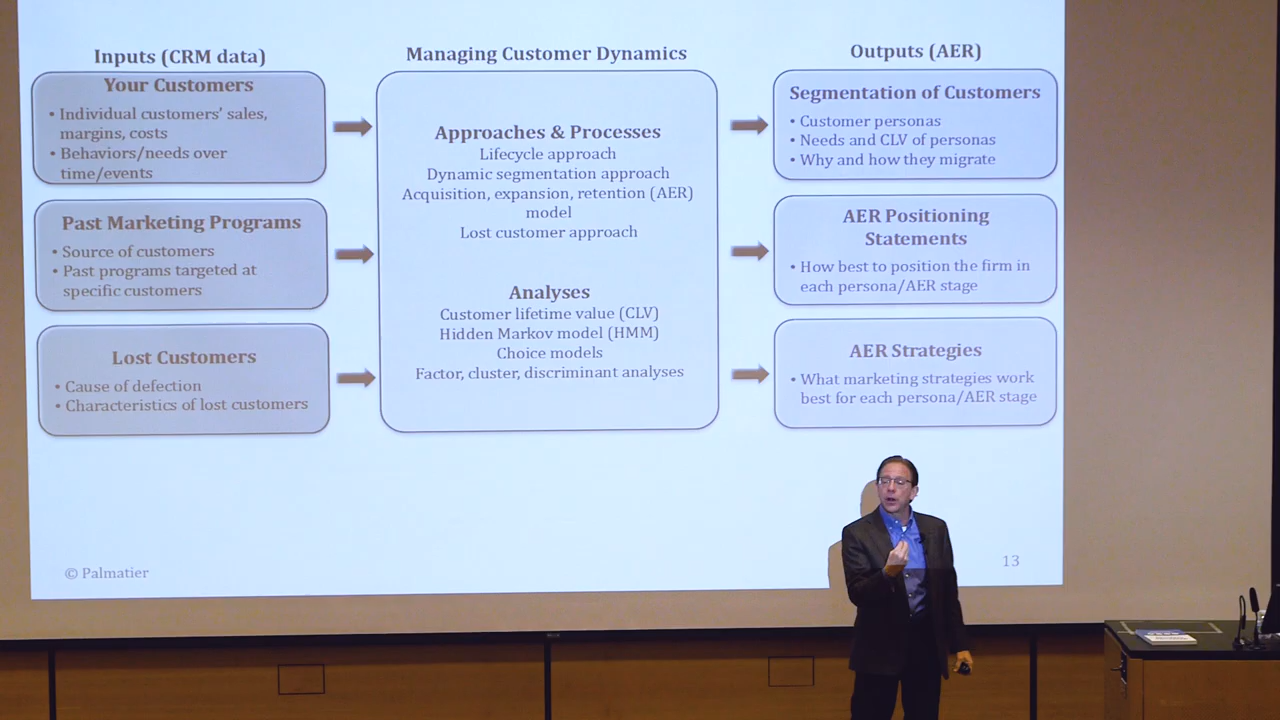 Inputs (CRM data)
Your Customers
• Individual customers' sales,
margins, costs
• Behaviors/needs over
time/events
Past Marketing Programs
• Source of customers
• Past programs targeted at
specific customers
Lost Customers
• Cause of defection
• Characteristics of lost customers
Managing Customer Dynamics
Approaches & Processes
Lifecycle approach
Dynamic segmentation approach
Acquisition, expansion, retention (AER)
model
Lost customer approach
Analyses
Customer lifetime value (CLV)
Hidden Markov model (HMM)
Choice models
Factor, cluster, discriminant analyses
Outputs (AER)
Segmentation of Customers
• Customer personas
• Needs and CLV of personas
• Why and how they migrate
AER Positioning
Statements
• How best to position the firm in
each persona/AER stage
AER Strategies
• What marketing strategies work
best for each persona/AER stage
© Palmatier
13